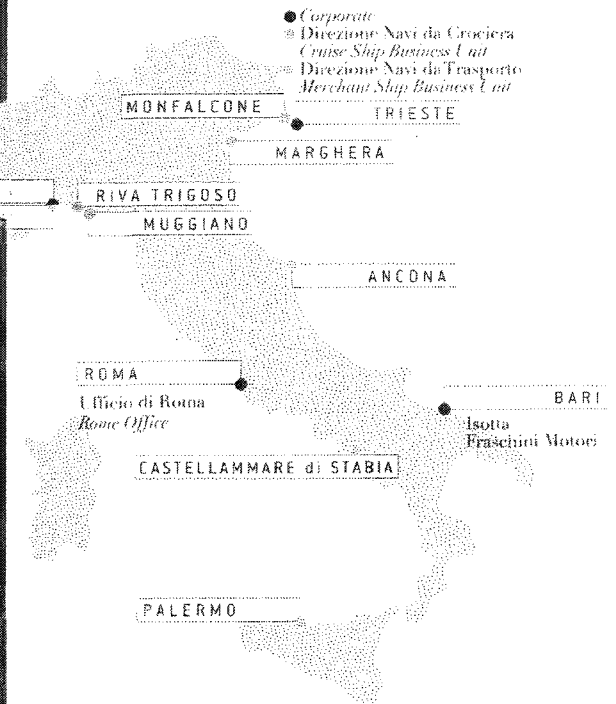 Corporate
Direzione Navi da Crociera
Cruise Ship Business Unit
Direzione Navi da Trasporto
Merchant Ship Business Unit
MONFALCONE
TRIESTE
MARGHERA
RIVA TRIGOSO
MUGGIANO
ANCONA
ROMA
Ufficio di Roma
Rome Office
BARI
Isotta
Fraschini Motori
CASTELLAMMARE di STABIA
PALERMO